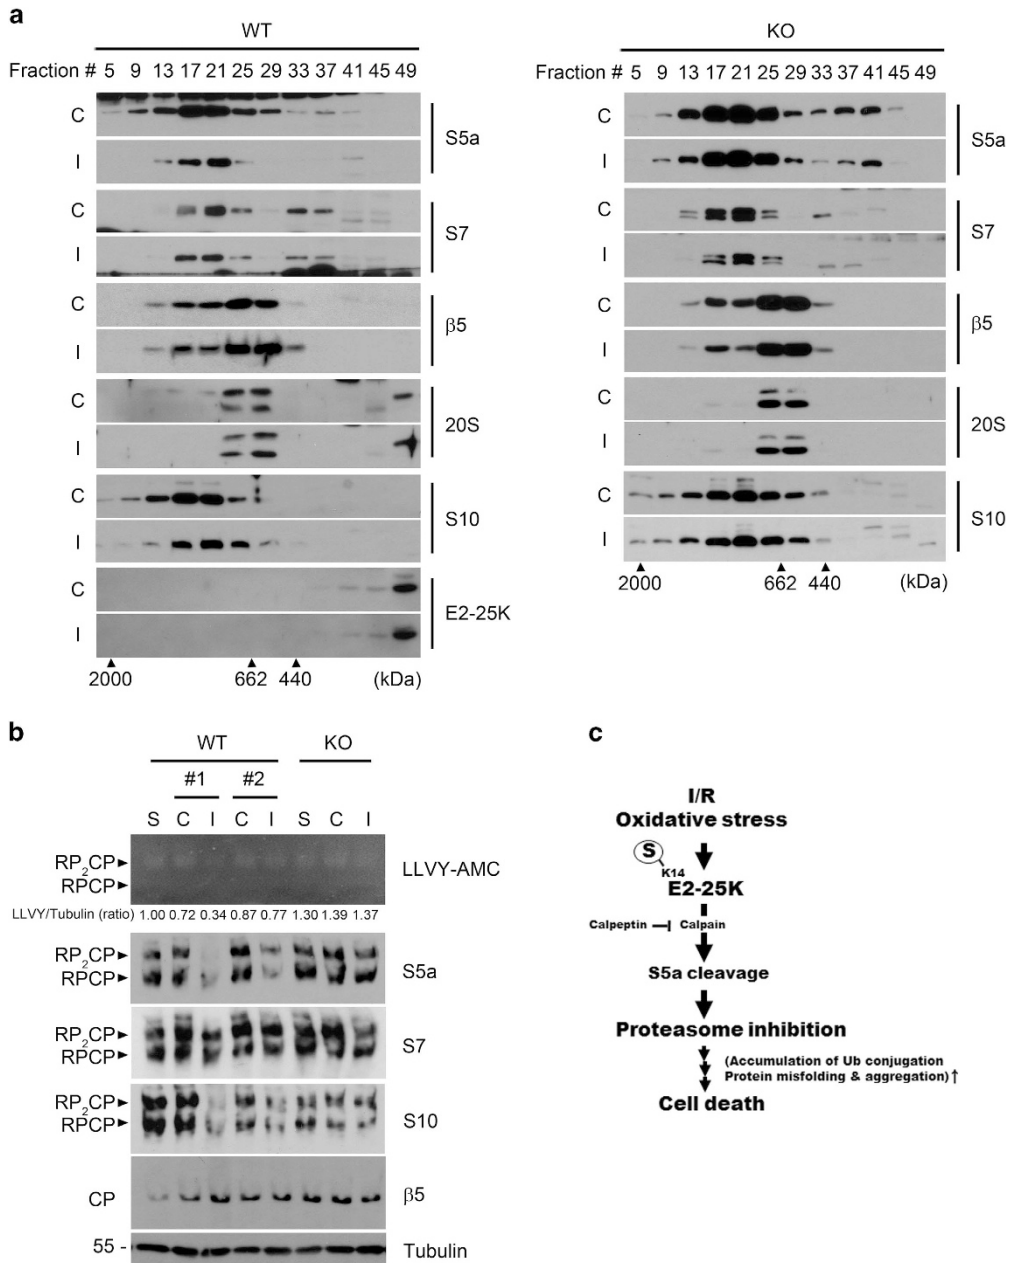 a
WT
Fraction # 5 9 13 17 21 25 29 33 37 41 45 49
C
S5a
I
C
S7
I
C
β5
I
C
20S
I
C
S10
I
C
E2-25K
I
2000 662 440 (kDa)
KO
Fraction # 5 9 13 17 21 25 29 33 37 41 45 49
C
S5a
I
C
S7
I
C
β5
I
C
20S
I
C
S10
I
2000 662 440 (kDa)
b
WT KO
#1 #2
S C I C I S C I
RP₂CP
LLVY-AMC
RPCP
LLVY/Tubulin (ratio) 1.00 0.72 0.34 0.87 0.77 1.30 1.39 1.37
RP₂CP
S5a
RPCP
RP₂CP
S7
RPCP
RP₂CP
S10
RPCP
CP β5
55 - Tubulin
c
I/R
Oxidative stress
S
K14
E2-25K
Calpeptin Calpain
S5a cleavage
Proteasome inhibition
(Accumulation of Ub conjugation
Protein misfolding & aggregation)↑
Cell death